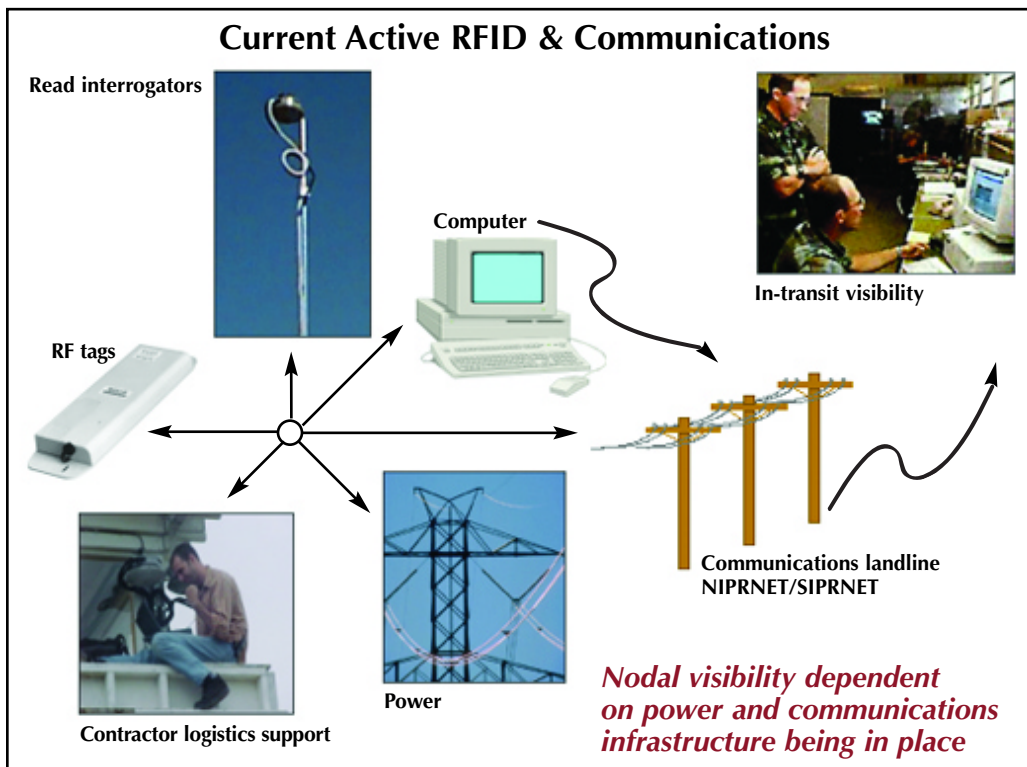 Current Active RFID & Communications
Read interrogators
Computer
In-transit visibility
RF tags
Communications landline
NIPRNET/SIPRNET
Power
Contractor logistics support
Nodal visibility dependent
on power and communications
infrastructure being in place